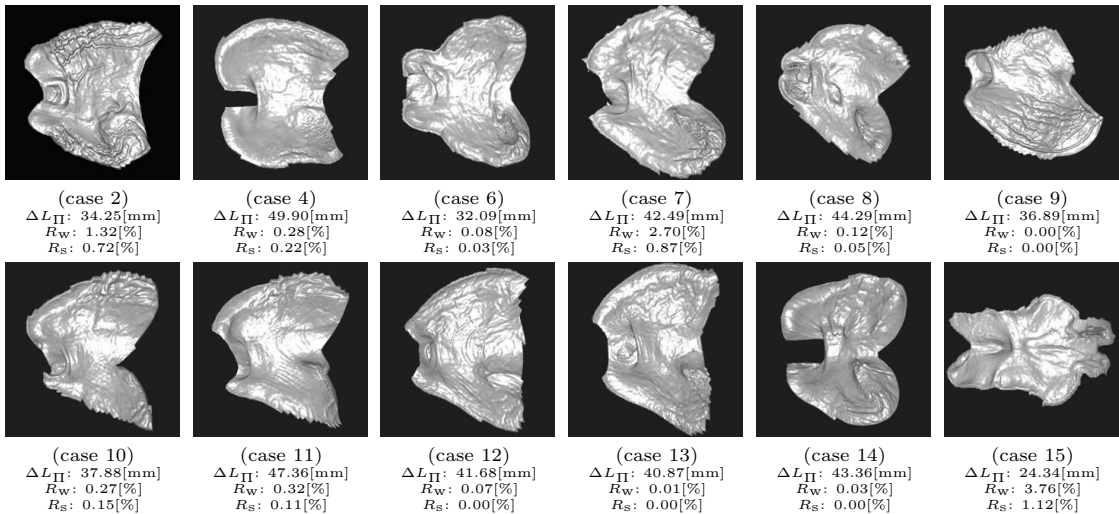 (case 2) (case 4) (case 6) (case 7) (case 8) (case 9)
ΔL_Π: 34.25[mm] ΔL_Π: 49.90[mm] ΔL_Π: 32.09[mm] ΔL_Π: 42.49[mm] ΔL_Π: 44.29[mm] ΔL_Π: 36.89[mm]
R_W: 1.32[%] R_W: 0.28[%] R_W: 0.08[%] R_W: 2.70[%] R_W: 0.12[%] R_W: 0.00[%]
R_S: 0.72[%] R_S: 0.22[%] R_S: 0.03[%] R_S: 0.87[%] R_S: 0.05[%] R_S: 0.00[%]
(case 10) (case 11) (case 12) (case 13) (case 14) (case 15)
ΔL_Π: 37.88[mm] ΔL_Π: 47.36[mm] ΔL_Π: 41.68[mm] ΔL_Π: 40.87[mm] ΔL_Π: 43.36[mm] ΔL_Π: 24.34[mm]
R_W: 0.27[%] R_W: 0.32[%] R_W: 0.07[%] R_W: 0.01[%] R_W: 0.03[%] R_W: 3.76[%]
R_S: 0.15[%] R_S: 0.11[%] R_S: 0.00[%] R_S: 0.00[%] R_S: 0.00[%] R_S: 1.12[%]